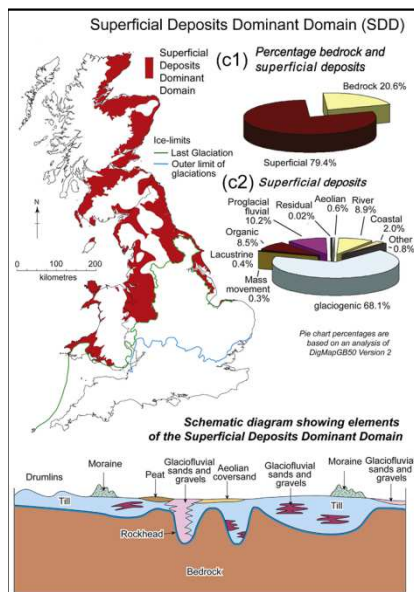 Superficial Deposits Dominant Domain (SDD)
Superficial
Deposits
Dominant
Domain
Ice-limits
Last Glaciation
Outer limit of
glaciations
N
0
200
kilometres
(c1)
Percentage bedrock and
superficial deposits
Bedrock 20.6%
Superficial 79.4%
(c2)
Superficial deposits
Proglacial
fluvial
10.2%
Residual
0.02%
Aeolian
0.6%
River
8.9%
Coastal
2.0%
Other
0.8%
Organic
8.5%
Lacustrine
0.4%
Mass
movement
0.3%
glaciogenic 68.1%
Pie chart percentages are
based on an analysis of
DigMapGB50 Version 2
Schematic diagram showing elements
of the Superficial Deposits Dominant Domain
Drumlins
Moraine
Peat
Glaciofluvial
sands and
gravels
Aeolian
coversand
Glaciofluvial
sands and
gravels
Moraine
Glaciofluvial
sands and
gravels
Till
Till
Rockhead
Bedrock